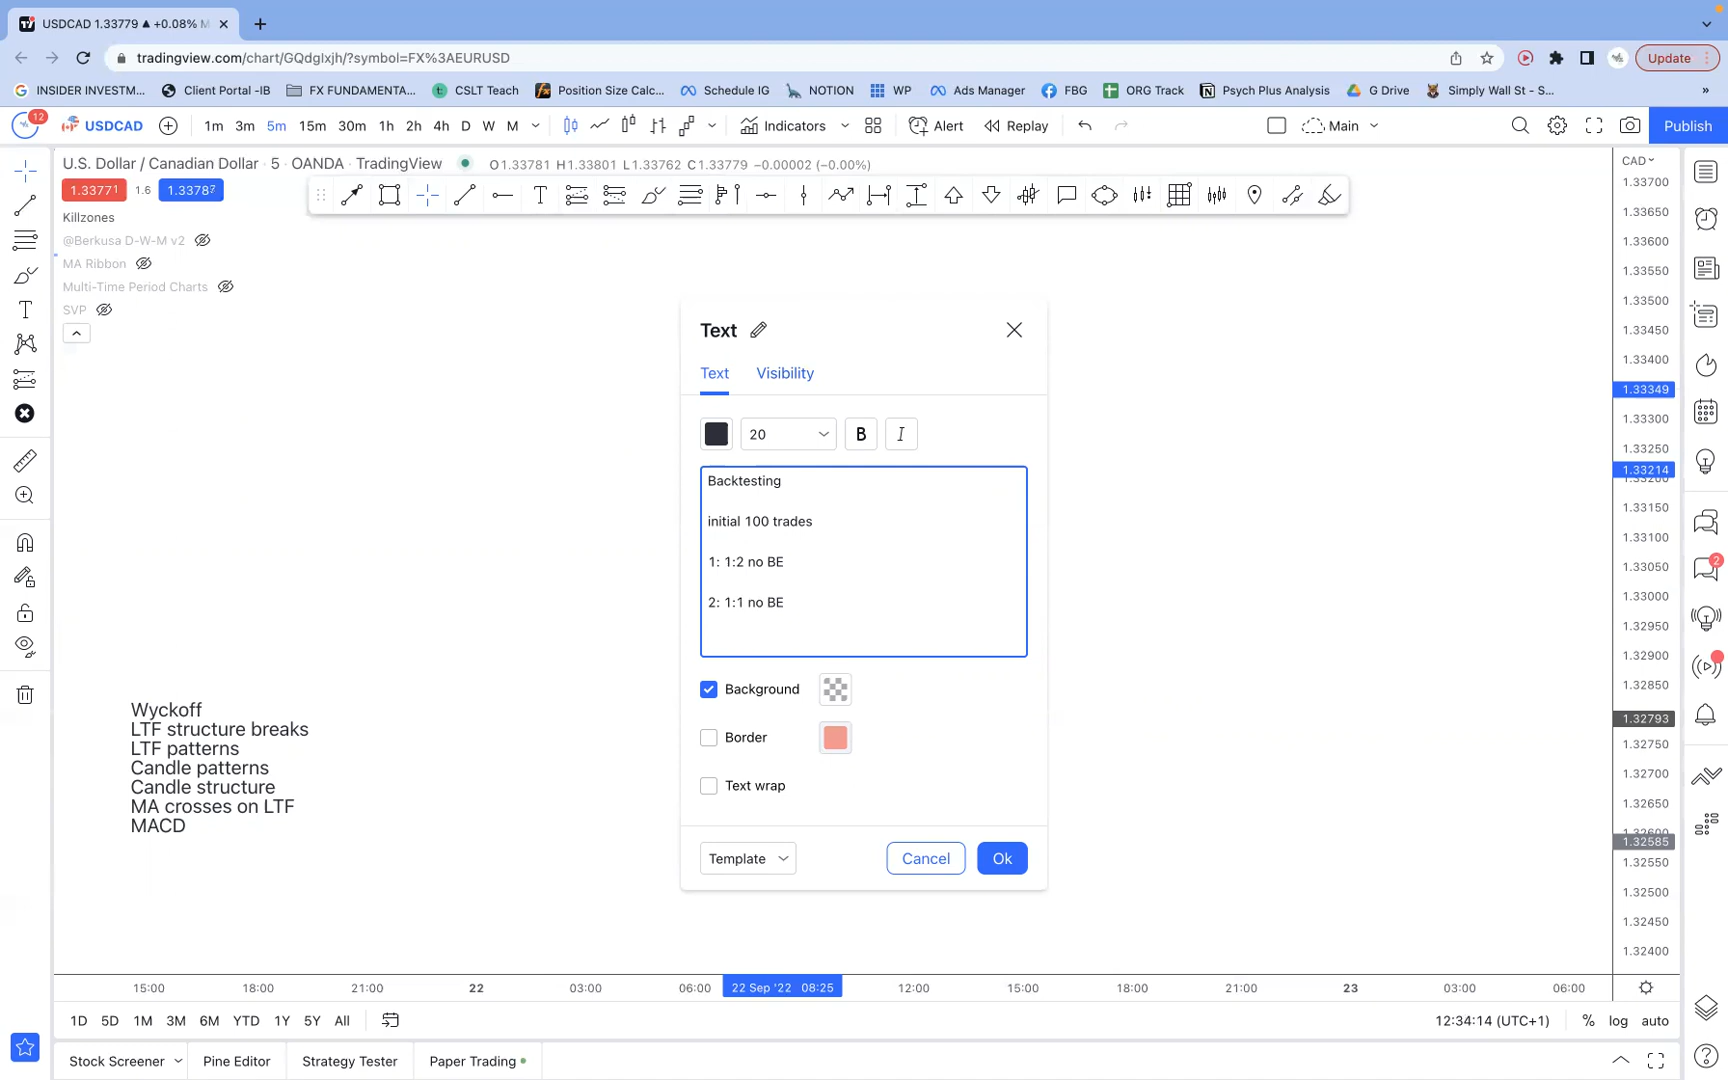 USDCAD 1.33779 ▲ +0.08% M
tradingview.com/chart/GQdglxjh/?symbol=FX%3AEURUSD
Update
INSIDER INVESTM...
Client Portal -IB
FX FUNDAMENTA...
CSLT Teach
Position Size Calc...
Schedule IG
NOTION
WP
Ads Manager
FBG
ORG Track
Psych Plus Analysis
G Drive
Simply Wall St - S...
»
12
USDCAD
1m 3m 5m 15m 30m 1h 2h 4h D W M
Indicators
Alert
Replay
Main
Publish
U.S. Dollar / Canadian Dollar · 5 · OANDA · TradingView
O1.33781 H1.33801 L1.33762 C1.33779 −0.00002 (−0.00%)
CAD
1.33771 1.6 1.33787
Killzones
@Berkusa D-W-M v2
MA Ribbon
Multi-Time Period Charts
SVP
Text
Text Visibility
20 B I
Backtesting
initial 100 trades
1: 1:2 no BE
2: 1:1 no BE
Background
Border
Text wrap
Template
Cancel
Ok
Wyckoff
LTF structure breaks
LTF patterns
Candle patterns
Candle structure
MA crosses on LTF
MACD
1.33700
1.33650
1.33600
1.33550
1.33500
1.33450
1.33400
1.33349
1.33300
1.33250
1.33214
1.33200
1.33150
1.33100
1.33050
1.33000
1.32950
1.32900
1.32850
1.32793
1.32750
1.32700
1.32650
1.32600
1.32585
1.32550
1.32500
1.32450
1.32400
2
15:00 18:00 21:00 22 03:00 06:00 22 Sep '22 08:25 12:00 15:00 18:00 21:00 23 03:00 06:00
1D 5D 1M 3M 6M YTD 1Y 5Y All
12:34:14 (UTC+1) % log auto
Stock Screener
Pine Editor
Strategy Tester
Paper Trading